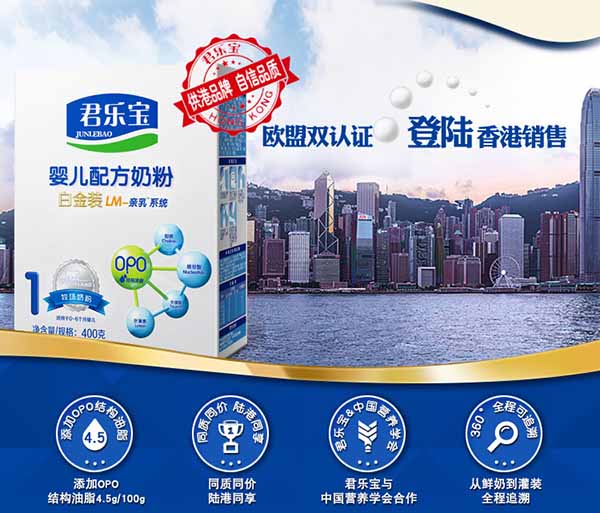 君乐宝
JUNLEBAO
婴儿配方奶粉
白金装 LM-亲乳系统
OPO
1
牧场奶粉
净含量/规格：400克
君乐宝
供港品牌 自信品质
HONG KONG
欧盟双认证 登陆香港销售
添加OPO结构油脂
4.5
添加OPO
结构油脂4.5g/100g
同质同价 陆港同享
同质同价
陆港同享
君乐宝&中国营养学会
君乐宝与
中国营养学会合作
360° 全程可追溯
从鲜奶到灌装
全程追溯